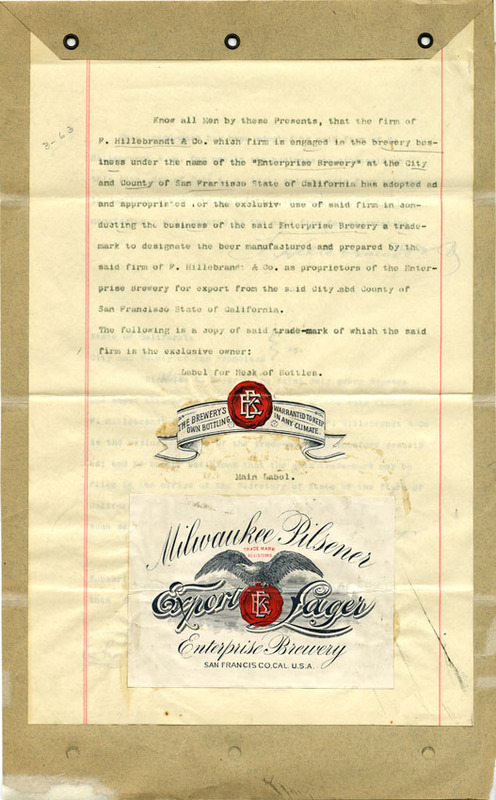 3-63
Know all Men by these Presents, that the firm of
F. Hillebrandt & Co. which firm is engaged in the brewery bus-
iness under the name of the "Enterprise Brewery" at the City
and County of San Francisco State of California has adopted ad
and appropriated for the exclusive use of said firm in con-
ducting the business of the said Enterprise Brewery a trade-
mark to designate the beer manufactured and prepared by the
said firm of F. Hillebrandt & Co. as proprietors of the Enter-
prise Brewery for export from the said City abd County of
San Francisco State of California.
The following is a copy of said trade-mark of which the said
firm is the exclusive owner:
Label for Neck of Bottles.
THE BREWERY'S
OWN BOTTLING
WARRANTED TO KEEP
IN ANY CLIMATE
Main Label.
Milwaukee Pilsener
TRADE MARK
Export Lager
Enterprise Brewery
SAN FRANCISCO, CAL. U.S.A.